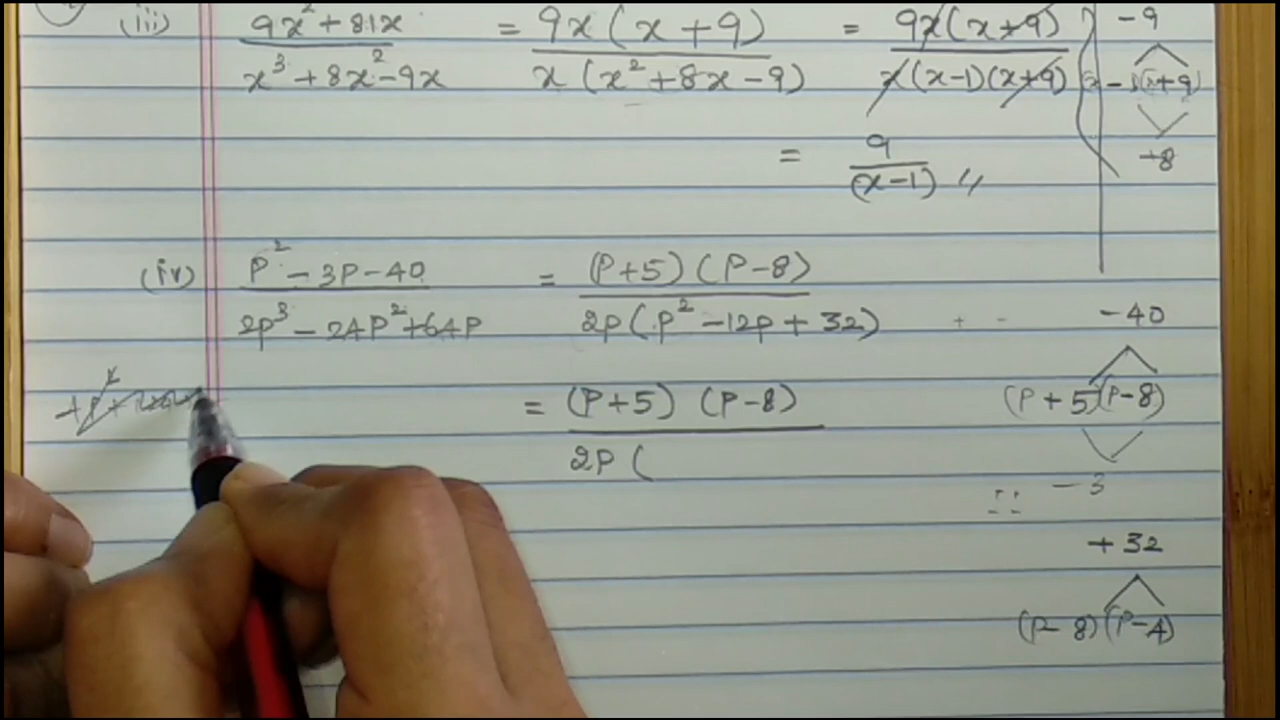 (iii) 9x² + 81x / x³ + 8x² - 9x = 9x (x + 9) / x (x² + 8x - 9) = 9x (x + 9) / x (x-1) (x+9)
-9
(x + 9)
+8
= 9 / (x-1) 〃
(iv) P² - 3P - 40 / 2P³ - 24P² + 64P = (P+5) (P-8) / 2P (P² - 12P + 32)
-40
(P + 5) (P-8)
-3
= (P+5) (P-8) / 2P (
+32
(P-8) (P-4)